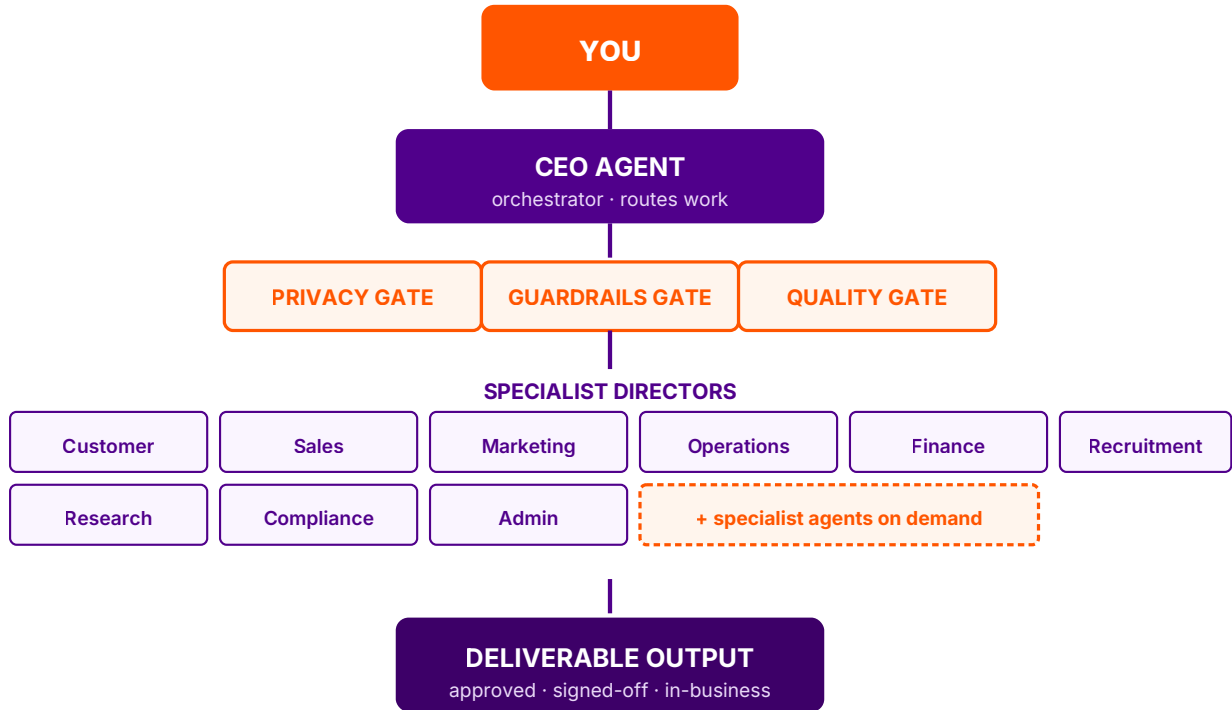 YOU
CEO AGENT
orchestrator · routes work
PRIVACY GATE
GUARDRAILS GATE
QUALITY GATE
SPECIALIST DIRECTORS
Customer
Sales
Marketing
Operations
Finance
Recruitment
Research
Compliance
Admin
+ specialist agents on demand
DELIVERABLE OUTPUT
approved · signed-off · in-business